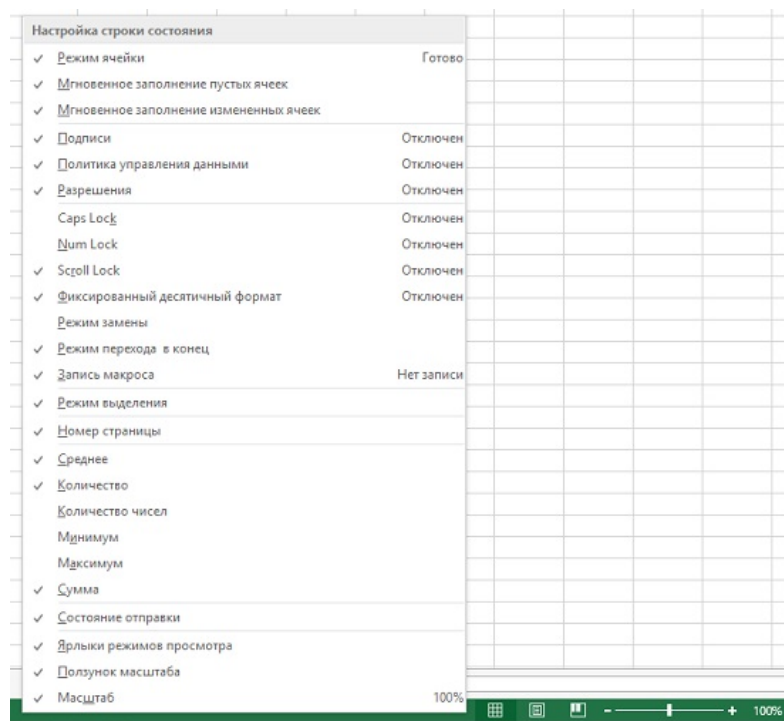 Настройка строки состояния
Режим ячейки Готово
Мгновенное заполнение пустых ячеек
Мгновенное заполнение измененных ячеек
Подписи Отключен
Политика управления данными Отключен
Разрешения Отключен
Caps Lock Отключен
Num Lock Отключен
Scroll Lock Отключен
Фиксированный десятичный формат Отключен
Режим замены
Режим перехода в конец
Запись макроса Нет записи
Режим выделения
Номер страницы
Среднее
Количество
Количество чисел
Минимум
Максимум
Сумма
Состояние отправки
Ярлыки режимов просмотра
Ползунок масштаба
Масштаб 100%
100%